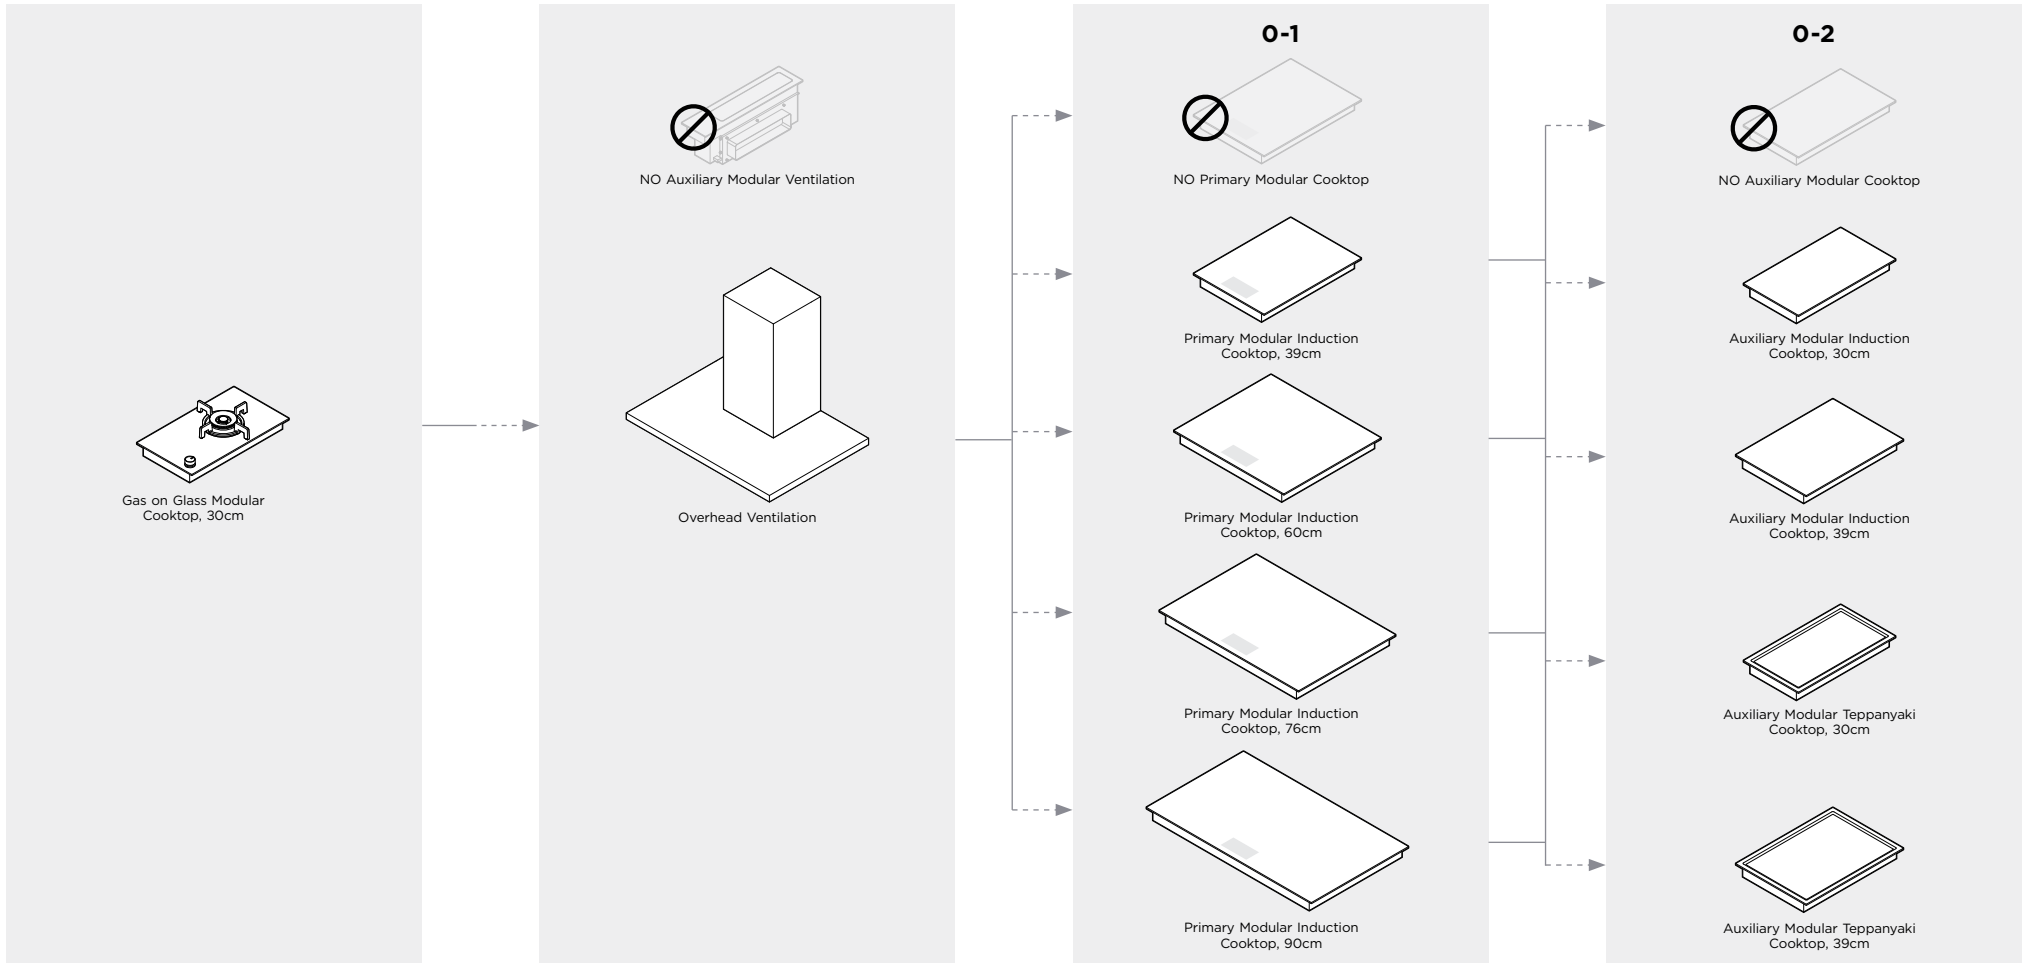 Gas on Glass Modular
Cooktop, 30cm
NO Auxiliary Modular Ventilation
Overhead Ventilation
0-1
NO Primary Modular Cooktop
Primary Modular Induction
Cooktop, 39cm
Primary Modular Induction
Cooktop, 60cm
Primary Modular Induction
Cooktop, 76cm
Primary Modular Induction
Cooktop, 90cm
0-2
NO Auxiliary Modular Cooktop
Auxiliary Modular Induction
Cooktop, 30cm
Auxiliary Modular Induction
Cooktop, 39cm
Auxiliary Modular Teppanyaki
Cooktop, 30cm
Auxiliary Modular Teppanyaki
Cooktop, 39cm